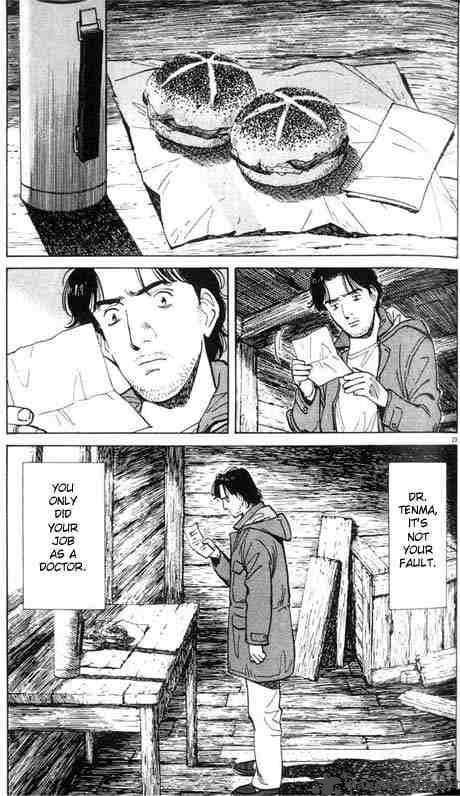 DR.
TENMA,
IT'S
NOT
YOUR
FAULT.
YOU
ONLY
DID
YOUR
JOB
AS A
DOCTOR.